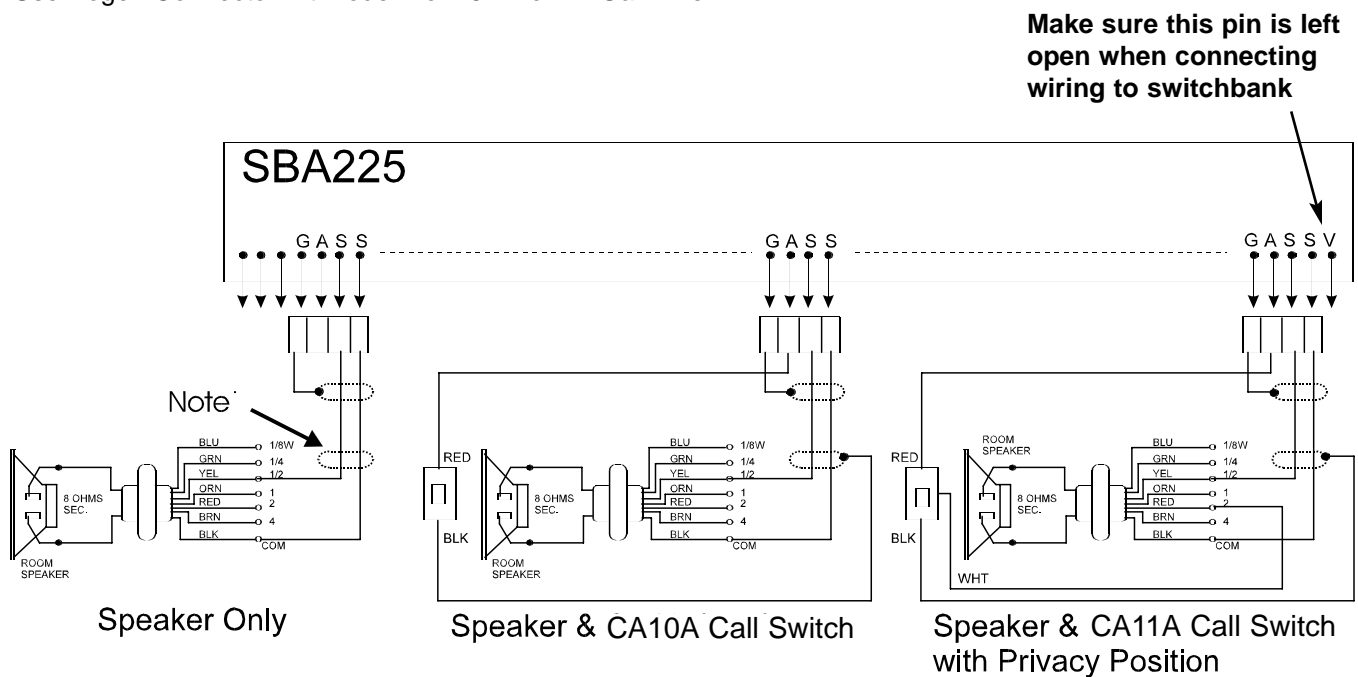 Make sure this pin is left
open when connecting
wiring to switchbank
SBA225
G A S S
G A S S
G A S S V
Note
BLU 1/8W
GRN 1/4
YEL 1/2
ORN 1
RED 2
BRN 4
BLK COM
8 OHMS
SEC.
ROOM
SPEAKER
Speaker Only
RED
BLK
BLU 1/8W
GRN 1/4
YEL 1/2
ORN 1
RED 2
BRN 4
BLK COM
8 OHMS
SEC.
ROOM
SPEAKER
Speaker & CA10A Call Switch
RED
BLK
WHT
ROOM
SPEAKER
8 OHMS
SEC.
BLU 1/8W
GRN 1/4
YEL 1/2
ORN 1
RED 2
BRN 4
BLK COM
Speaker & CA11A Call Switch
with Privacy Position